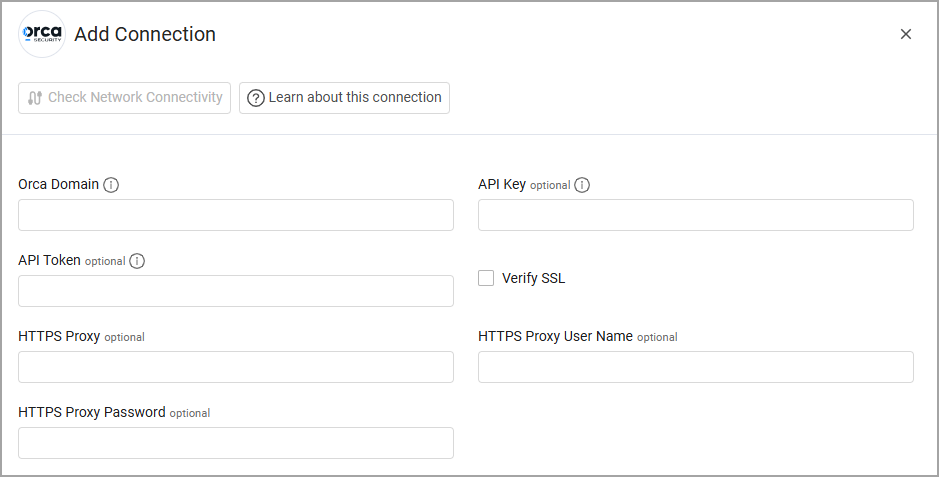 orca
SECURITY
Add Connection
Check Network Connectivity
Learn about this connection
Orca Domain
API Key optional
API Token optional
Verify SSL
HTTPS Proxy optional
HTTPS Proxy User Name optional
HTTPS Proxy Password optional